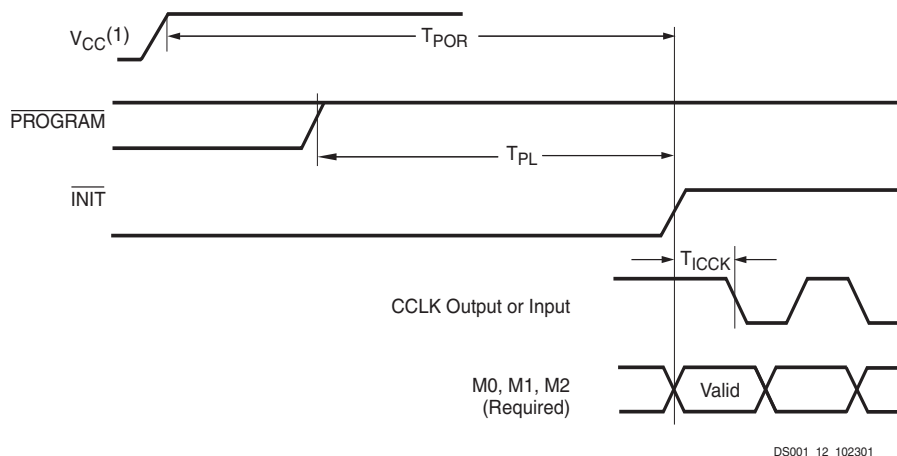 VCC(1)
TPOR
PROGRAM
TPL
INIT
TICCK
CCLK Output or Input
M0, M1, M2
(Required)
Valid
DS001_12_102301